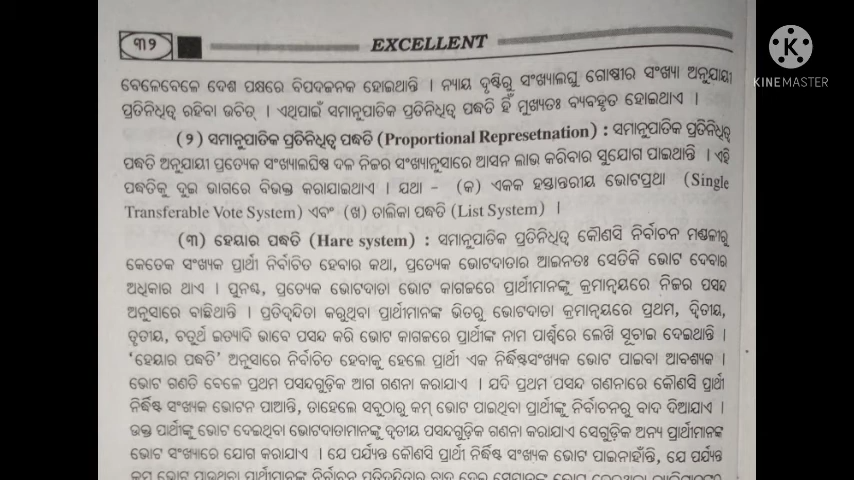 ୩୨
EXCELLENT
KINEMASTER
ବେଳେବେଳେ ଦେଶ ପକ୍ଷରେ ବିପଦଜନକ ହୋଇଥାନ୍ତି । ନ୍ୟାୟ ଦୃଷ୍ଟିରୁ ସଂଖ୍ୟାଲଘୁ ଗୋଷ୍ଠୀର ସଂଖ୍ୟା ଅନୁଯାୟୀ
ପ୍ରତିନିଧିତ୍ୱ ରହିବା ଉଚିତ୍ । ଏଥିପାଇଁ ସମାନୁପାତିକ ପ୍ରତିନିଧିତ୍ୱ ପଦ୍ଧତି ହିଁ ମୁଖ୍ୟତଃ ବ୍ୟବହୃତ ହୋଇଥାଏ ।
(୨) ସମାନୁପାତିକ ପ୍ରତିନିଧିତ୍ୱ ପଦ୍ଧତି (Proportional Represetnation) : ସମାନୁପାତିକ ପ୍ରତିନିଧିତ୍ୱ
ପଦ୍ଧତି ଅନୁଯାୟୀ ପ୍ରତ୍ୟେକ ସଂଖ୍ୟାଲଘିଷ୍ଠ ଦଳ ନିଜର ସଂଖ୍ୟାନୁସାରେ ଆସନ ଲାଭ କରିବାର ସୁଯୋଗ ପାଇଥାନ୍ତି । ଏହି
ପଦ୍ଧତିକୁ ଦୁଇ ଭାଗରେ ବିଭକ୍ତ କରାଯାଇଥାଏ । ଯଥା – (କ) ଏକକ ହସ୍ତାନ୍ତରୀୟ ଭୋଟପ୍ରଥା (Single
Transferable Vote System) ଏବଂ (ଖ) ତାଲିକା ପଦ୍ଧତି (List System) ।
(୩) ହେୟାର ପଦ୍ଧତି (Hare system) : ସମାନୁପାତିକ ପ୍ରତିନିଧିତ୍ୱ କୌଣସି ନିର୍ବାଚନ ମଣ୍ଡଳୀରୁ
କେତେକ ସଂଖ୍ୟକ ପ୍ରାର୍ଥୀ ନିର୍ବାଚିତ ହେବାର କଥା, ପ୍ରତ୍ୟେକ ଭୋଟଦାତାର ଆଇନତଃ ସେତିକି ଭୋଟ ଦେବାର
ଅଧିକାର ଥାଏ । ପୁନଶ୍ଚ, ପ୍ରତ୍ୟେକ ଭୋଟଦାତା ଭୋଟ କାଗଜରେ ପ୍ରାର୍ଥୀମାନଙ୍କୁ କ୍ରମାନ୍ୱୟରେ ନିଜର ପସନ୍ଦ
ଅନୁସାରେ ବାଛିଥାନ୍ତି । ପ୍ରତିଦ୍ୱନ୍ଦିତା କରୁଥିବା ପ୍ରାର୍ଥୀମାନଙ୍କ ଭିତରୁ ଭୋଟଦାତା କ୍ରମାନ୍ୱୟରେ ପ୍ରଥମ, ଦ୍ୱିତୀୟ,
ତୃତୀୟ, ଚତୁର୍ଥ ଇତ୍ୟାଦି ଭାବେ ପସନ୍ଦ କରି ଭୋଟ କାଗଜରେ ପ୍ରାର୍ଥୀଙ୍କ ନାମ ପାର୍ଶ୍ୱରେ ଲେଖି ସୂଚାଇ ଦେଇଥାନ୍ତି ।
‘ହେୟାର ପଦ୍ଧତି’ ଅନୁସାରେ ନିର୍ବାଚିତ ହେବାକୁ ହେଲେ ପ୍ରାର୍ଥୀ ଏକ ନିର୍ଦ୍ଧିଷ୍ଟସଂଖ୍ୟକ ଭୋଟ ପାଇବା ଆବଶ୍ୟକ ।
ଭୋଟ ଗଣତି ବେଳେ ପ୍ରଥମ ପସନ୍ଦଗୁଡ଼ିକ ଆଗ ଗଣନା କରାଯାଏ । ଯଦି ପ୍ରଥମ ପସନ୍ଦ ଗଣନାରେ କୌଣସି ପ୍ରାର୍ଥୀ
ନିର୍ଦ୍ଧିଷ୍ଟ ସଂଖ୍ୟକ ଭୋଟନ ପାଆନ୍ତି, ତାହେଲେ ସବୁଠାରୁ କମ୍ ଭୋଟ ପାଇଥିବା ପ୍ରାର୍ଥୀଙ୍କୁ ନିର୍ବାଚନରୁ ବାଦ ଦିଆଯାଏ ।
ଉକ୍ତ ପାର୍ଥୀଙ୍କୁ ଭୋଟ ଦେଇଥିବା ଭୋଟଦାତାମାନଙ୍କୁ ଦ୍ୱିତୀୟ ପସନ୍ଦଗୁଡ଼ିକ ଗଣନା କରାଯାଏ ସେଗୁଡ଼ିକ ଅନ୍ୟ ପ୍ରାର୍ଥୀମାନଙ୍କ
ଭୋଟ ସଂଖ୍ୟାରେ ଯୋଗ କରାଯାଏ । ଯେ ପର୍ଯ୍ୟନ୍ତ କୌଣସି ପ୍ରାର୍ଥୀ ନିର୍ଦ୍ଧିଷ୍ଟ ସଂଖ୍ୟକ ଭୋଟ ପାଇନାହାଁନ୍ତି, ସେ ପର୍ଯ୍ୟନ୍ତ